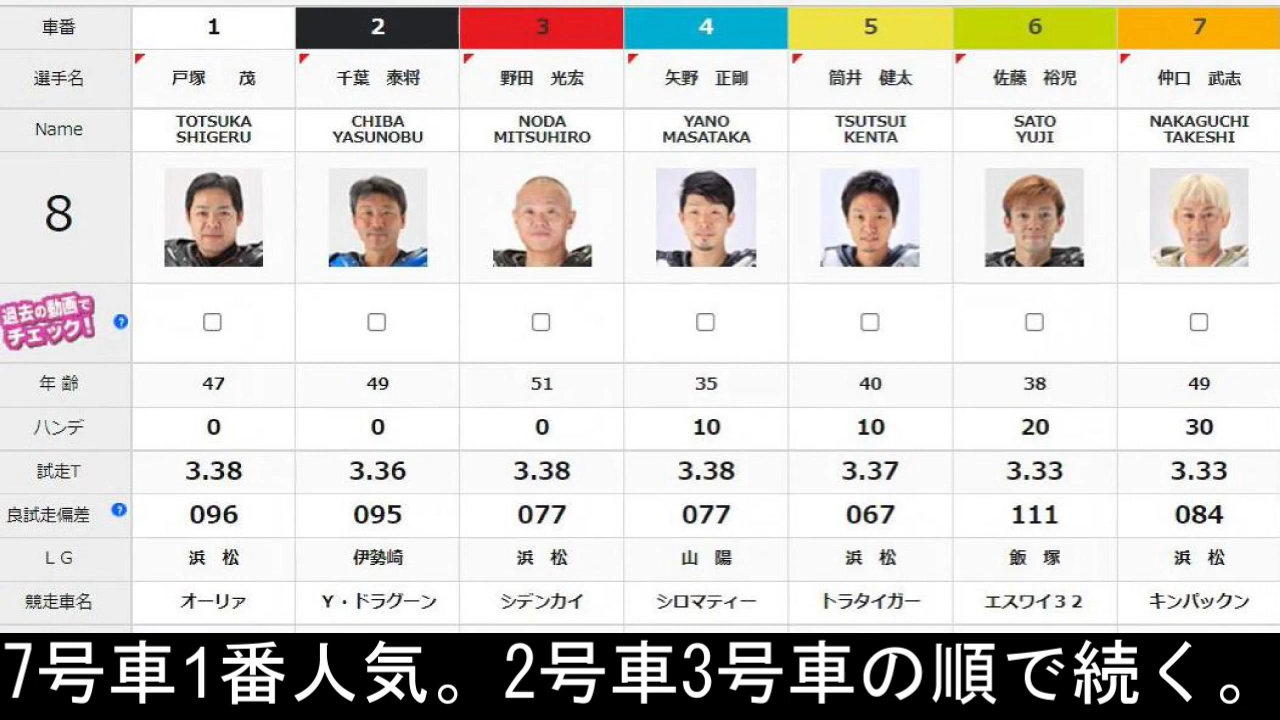 車番 1 2 3 4 5 6 7
選手名 戸塚 茂 千葉 泰将 野田 光宏 矢野 正剛 筒井 健太 佐藤 裕児 仲口 武志
Name TOTSUKA SHIGERU CHIBA YASUNOBU NODA MITSUHIRO YANO MASATAKA TSUTSUI KENTA SATO YUJI NAKAGUCHI TAKESHI
8
過去の動画で
チェック! ?
年齢 47 49 51 35 40 38 49
ハンデ 0 0 0 10 10 20 30
試走T 3.38 3.36 3.38 3.38 3.37 3.33 3.33
良試走偏差 ? 096 095 077 077 067 111 084
LG 浜松 伊勢崎 浜松 山陽 浜松 飯塚 浜松
競走車名 オーリァ Y・ドラグーン シデンカイ シロマティー トラタイガー エスワイ32 キンパックン
7号車1番人気。2号車3号車の順で続く。